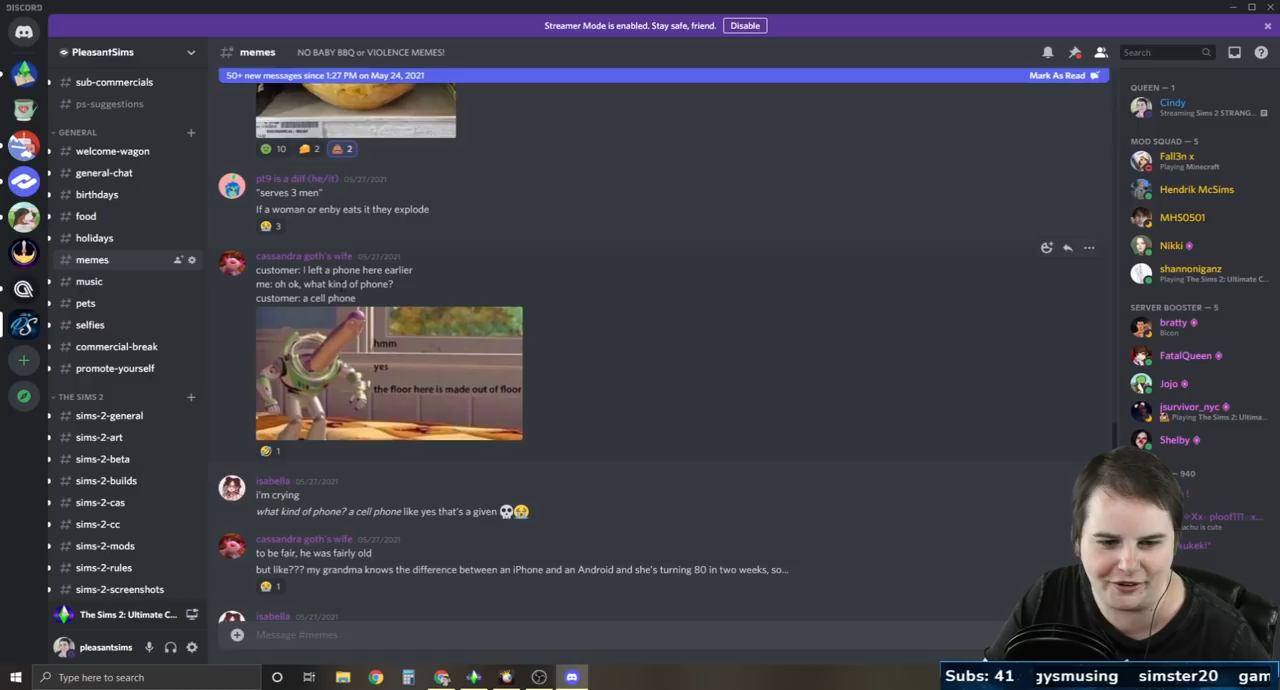 DISCORD
Streamer Mode is enabled. Stay safe, friend.
Disable
PleasantSims
memes
NO BABY BBQ or VIOLENCE MEMES!
Search
sub-commercials
ps-suggestions
GENERAL
welcome-wagon
general-chat
birthdays
food
holidays
memes
music
pets
selfies
commercial-break
promote-yourself
THE SIMS 2
sims-2-general
sims-2-art
sims-2-beta
sims-2-builds
sims-2-cas
sims-2-cc
sims-2-mods
sims-2-rules
sims-2-screenshots
The Sims 2: Ultimate C...
pleasantsims
50+ new messages since 1:27 PM on May 24, 2021
Mark As Read
10
2
2
pt9 is a diff (he/it) 05/27/2021
"serves 3 men"
If a woman or enby eats it they explode
3
cassandra goth's wife 05/27/2021
customer: I left a phone here earlier
me: oh ok, what kind of phone?
customer: a cell phone
hmm
yes
the floor here is made out of floor
1
isabella 05/27/2021
i'm crying
what kind of phone? a cell phone like yes that's a given
cassandra goth's wife 05/27/2021
to be fair, he was fairly old
but like??? my grandma knows the difference between an iPhone and an Android and she's turning 80 in two weeks, so...
1
isabella 05/27/2021
Message #memes
QUEEN — 1
Cindy
Streaming Sims 2 STRANG...
MOD SQUAD — 5
Fall3n x
Playing Minecraft
Hendrik McSims
MHS0501
Nikki
shannoniganz
Playing The Sims 2: Ultimate C...
SERVER BOOSTER — 5
bratty
Bicon
FatalQueen
Jojo
jsurvivor_nyc
Playing The Sims 2: Ultima...
Shelby
— 940
Type here to search
Subs: 41 gysmusing simster20 gam